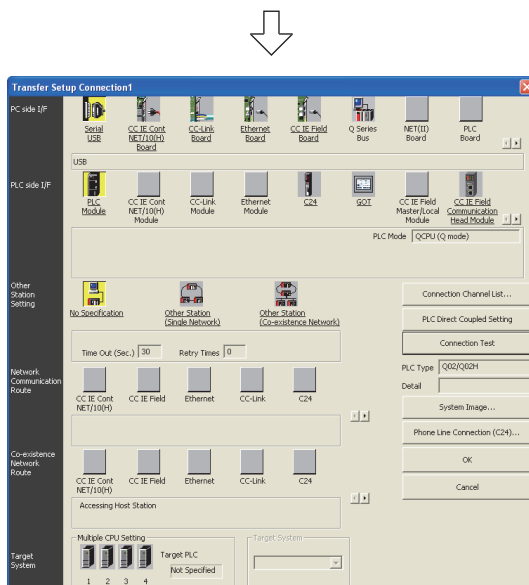 Transfer Setup Connection1
PC side I/F
Serial
USB
CC IE Cont
NET/10(H)
Board
CC-Link
Board
Ethernet
Board
CC IE Field
Board
Q Series
Bus
NET(II)
Board
PLC
Board
USB
PLC side I/F
PLC
Module
CC IE Cont
NET/10(H)
Module
CC-Link
Module
Ethernet
Module
C24
GOT
CC IE Field
Master/Local
Module
CC IE Field
Communication
Head Module
PLC Mode QCPU (Q mode)
Other
Station
Setting
No Specification
Other Station
(Single Network)
Other Station
(Co-existence Network)
Time Out (Sec.) 30 Retry Times 0
Connection Channel List...
PLC Direct Coupled Setting
Connection Test
PLC Type Q02/Q02H
Detail
System Image...
Phone Line Connection (C24)...
OK
Cancel
Network
Communication
Route
CC IE Cont
NET/10(H)
CC IE Field
Ethernet
CC-Link
C24
Co-existence
Network
Route
CC IE Cont
NET/10(H)
CC IE Field
Ethernet
CC-Link
C24
Accessing Host Station
Target
System
Multiple CPU Setting
1 2 3 4
Target PLC
Not Specified
Target System